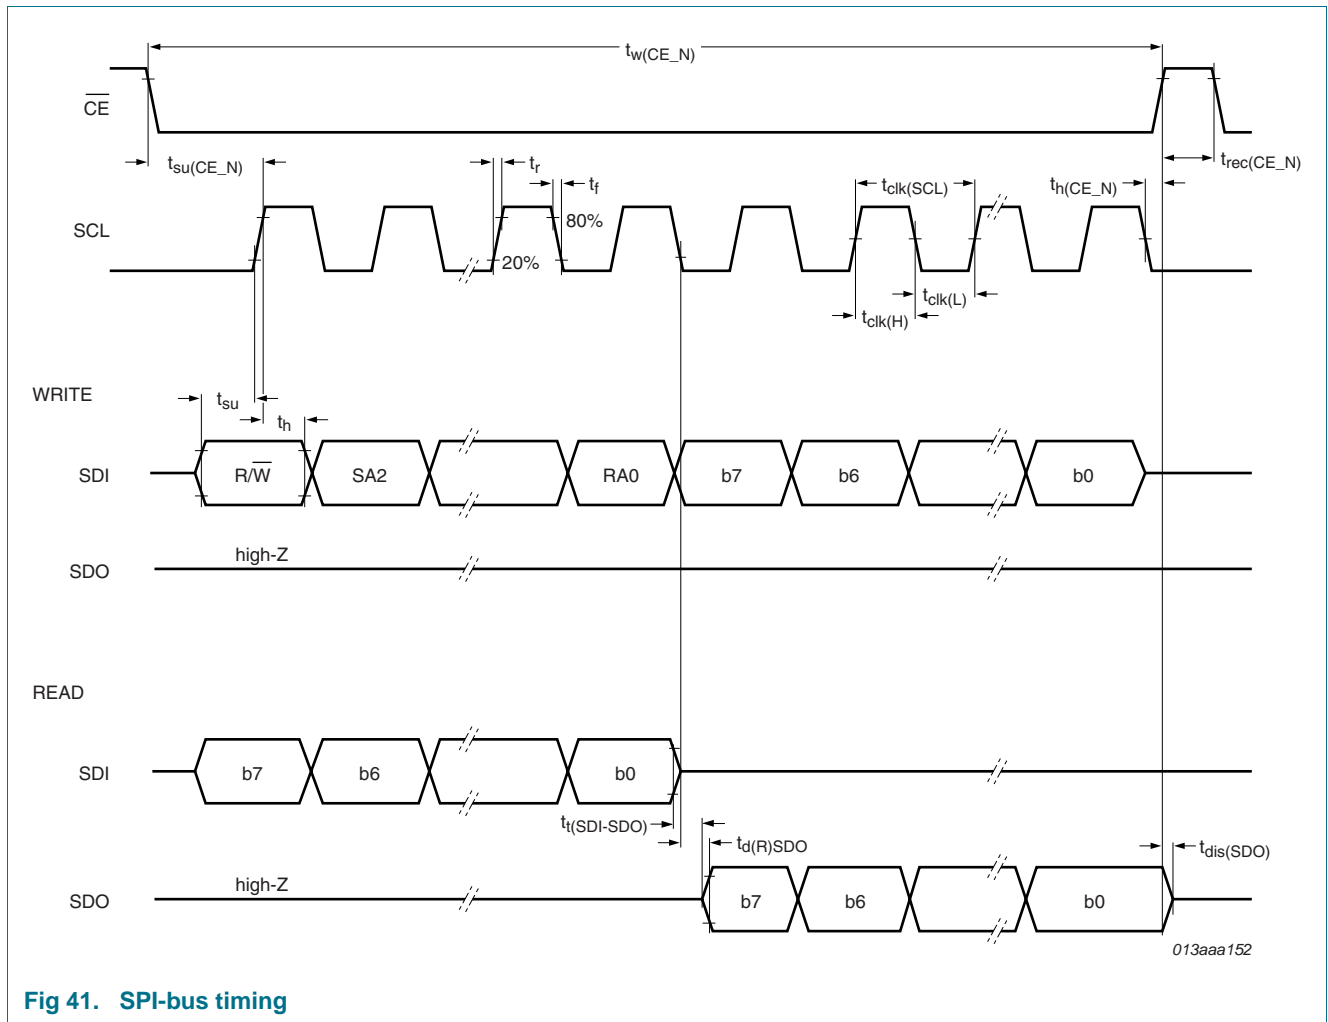 tw(CE_N)
CE
tsu(CE_N)
tr
tf
th(CE_N)
trec(CE_N)
tclk(SCL)
SCL
80%
20%
tclk(L)
tclk(H)
WRITE
tsu
th
SDI R/W SA2 RA0 b7 b6 b0
high-Z
SDO
READ
SDI b7 b6 b0
tt(SDI-SDO)
td(R)SDO
tdis(SDO)
high-Z
SDO b7 b6 b0
013aaa152
Fig 41. SPI-bus timing